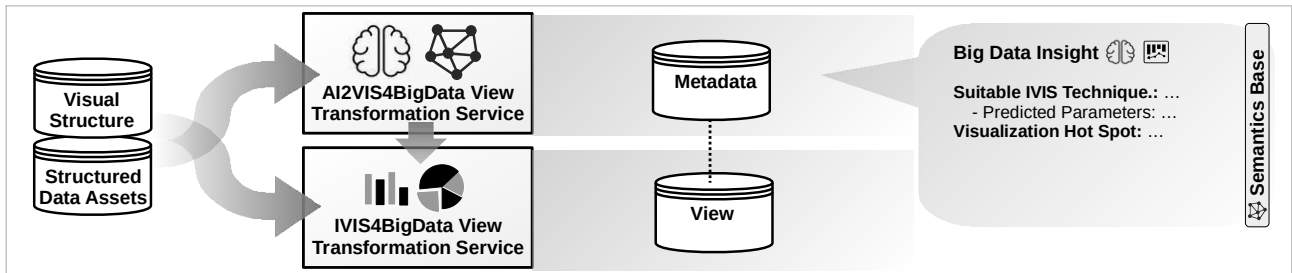 Visual
Structure
Structured
Data Assets
AI2VIS4BigData View
Transformation Service
IVIS4BigData View
Transformation Service
Metadata
View
Big Data Insight
Suitable IVIS Technique.: …
- Predicted Parameters: …
Visualization Hot Spot: …
Semantics Base